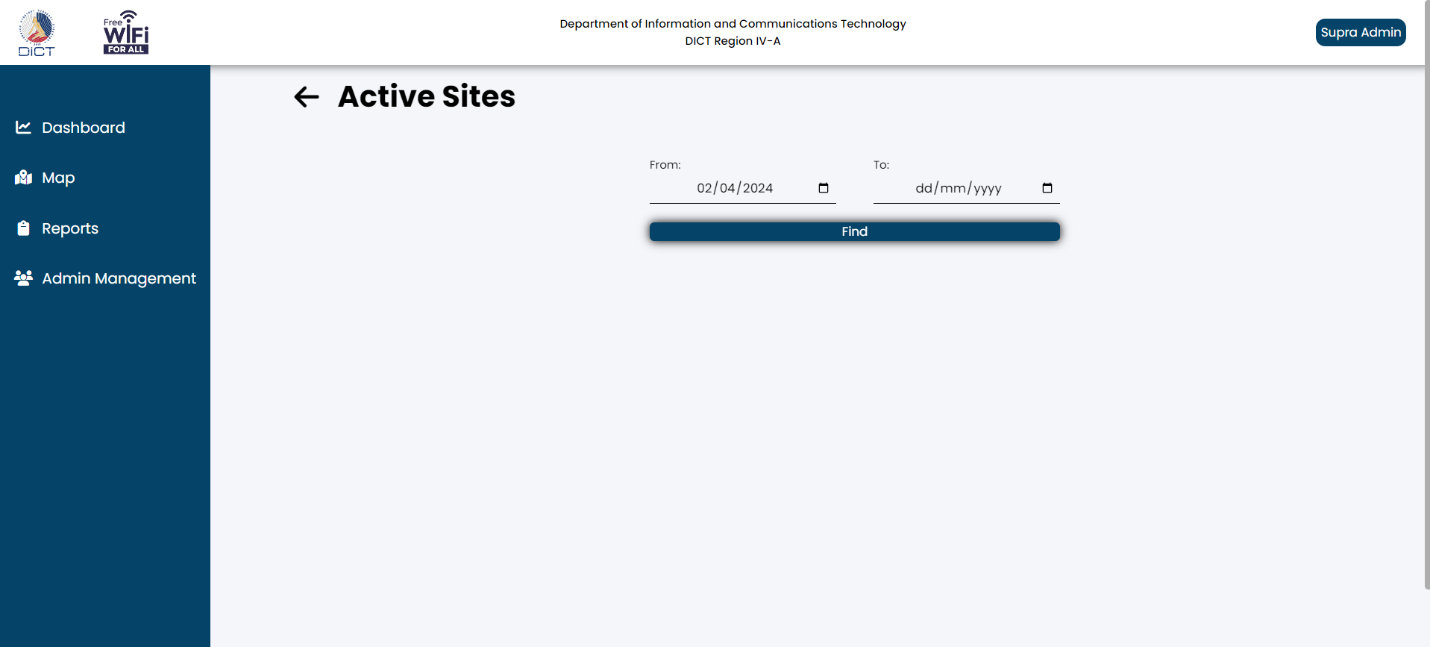 DICT
Free
WiFi
FOR ALL
Department of Information and Communications Technology
DICT Region IV-A
Supra Admin
Dashboard
Map
Reports
Admin Management
Active Sites
From:
To:
02/04/2024
dd/mm/yyyy
Find